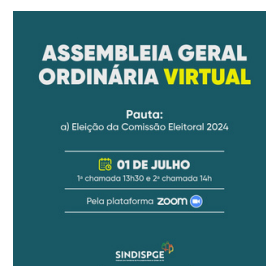 ASSEMBLEIA GERAL
ORDINÁRIA VIRTUAL
Pauta:
a) Eleição da Comissão Eleitoral 2024
01 DE JULHO
1ª chamada 13h30 e 2ª chamada 14h
Pela plataforma zoom
SINDISPGE